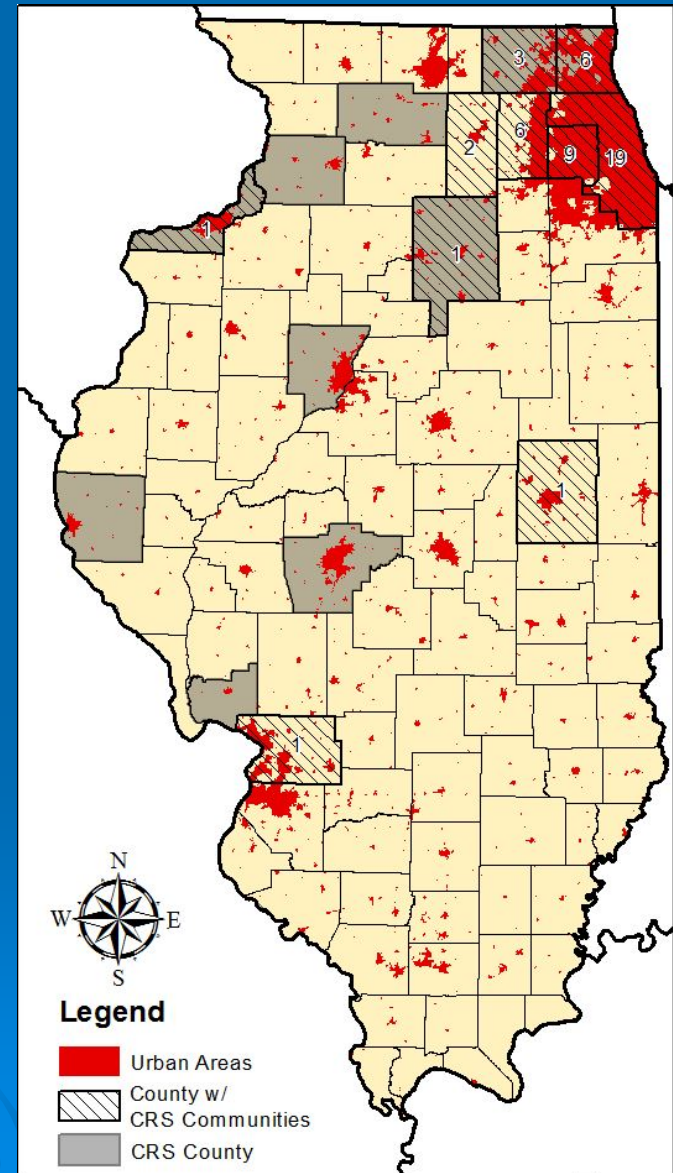 3
6
2
6
9
19
1
1
1
1
N
W
E
S
Legend
Urban Areas
County w/
CRS Communities
CRS County